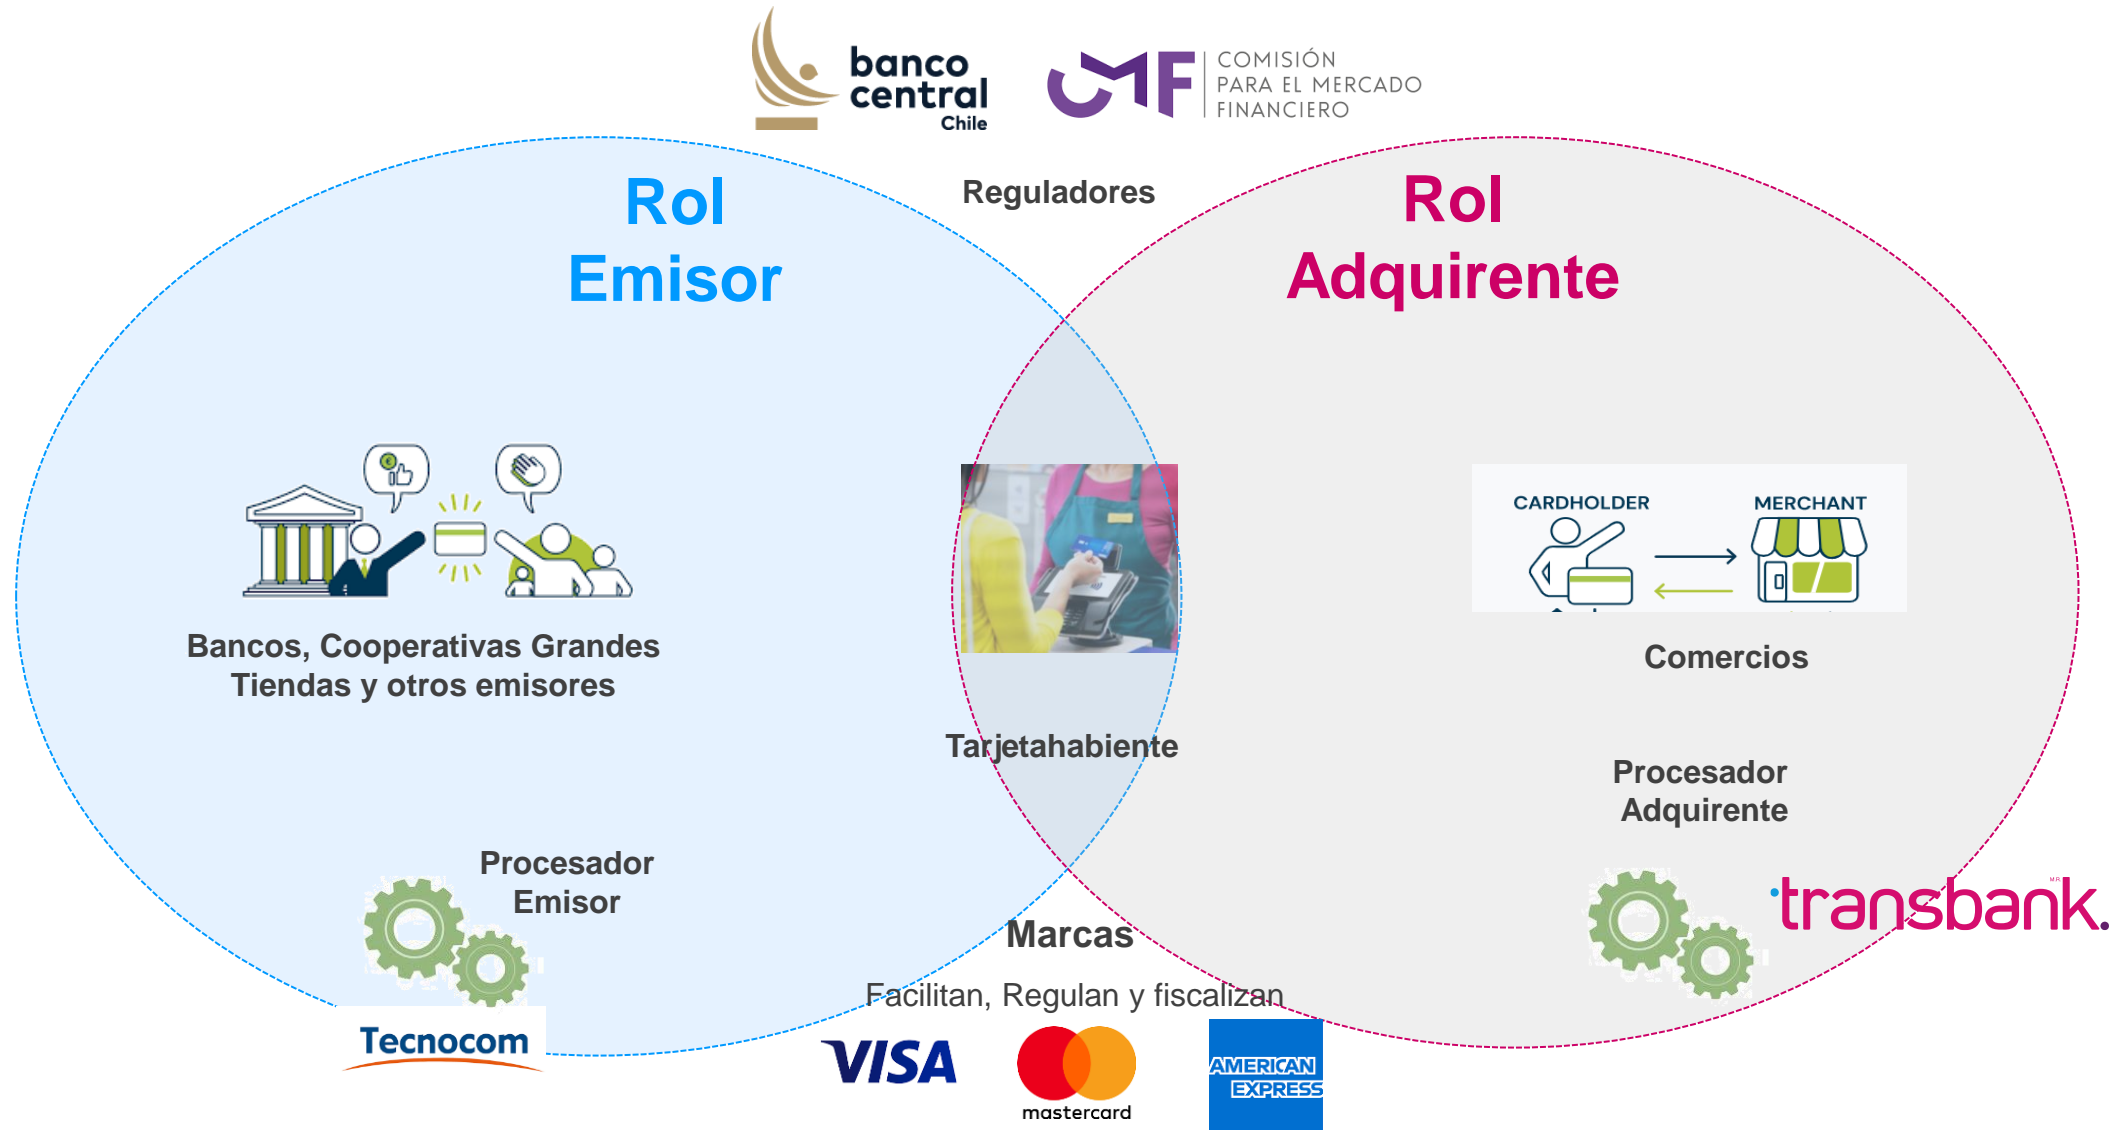 banco
central
Chile
CMF
COMISIÓN
PARA EL MERCADO
FINANCIERO
Reguladores
Rol
Emisor
Rol
Adquirente
Bancos, Cooperativas Grandes
Tiendas y otros emisores
CARDHOLDER
MERCHANT
Comercios
Tarjetahabiente
Procesador
Adquirente
Procesador
Emisor
transbank.
M.R.
Marcas
Facilitan, Regulan y fiscalizan
Tecnocom
VISA
mastercard
AMERICAN
EXPRESS